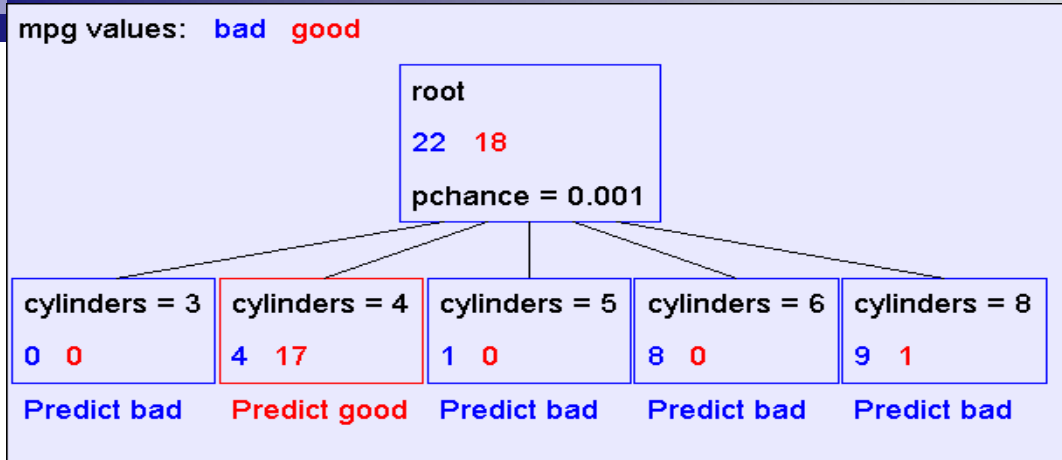 mpg values: bad good
root
22 18
pchance = 0.001
cylinders = 3 cylinders = 4 cylinders = 5 cylinders = 6 cylinders = 8
0 0 4 17 1 0 8 0 9 1
Predict bad Predict good Predict bad Predict bad Predict bad